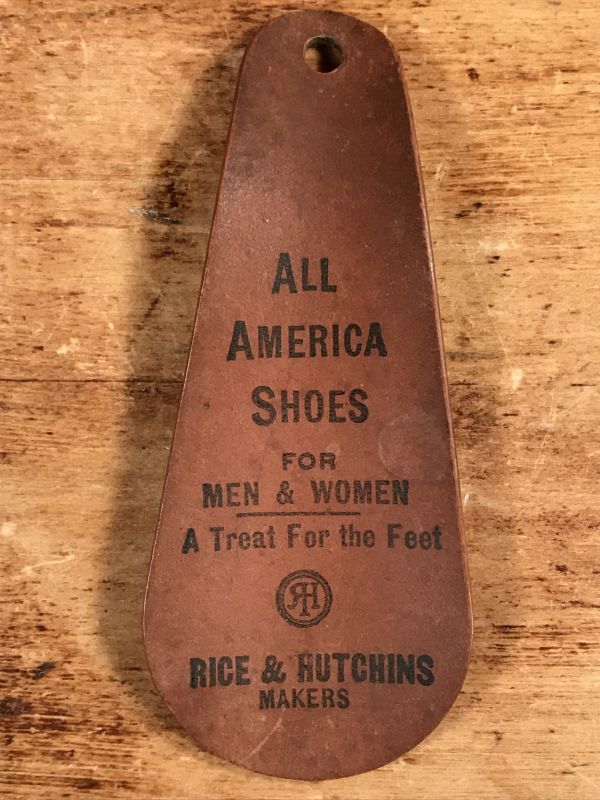 ALL
AMERICA
SHOES
FOR
MEN & WOMEN
A Treat For the Feet
RH
RICE & HUTCHINS
MAKERS